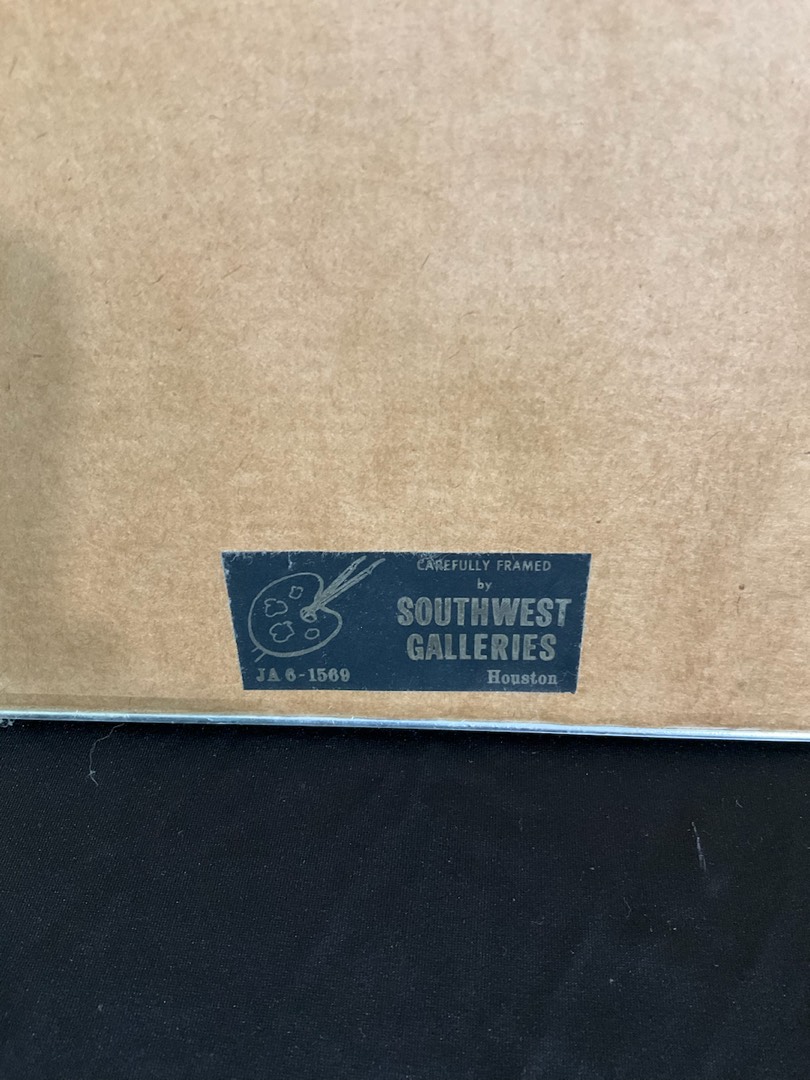 CAREFULLY FRAMED
by
SOUTHWEST
GALLERIES
JA 6-1569 Houston